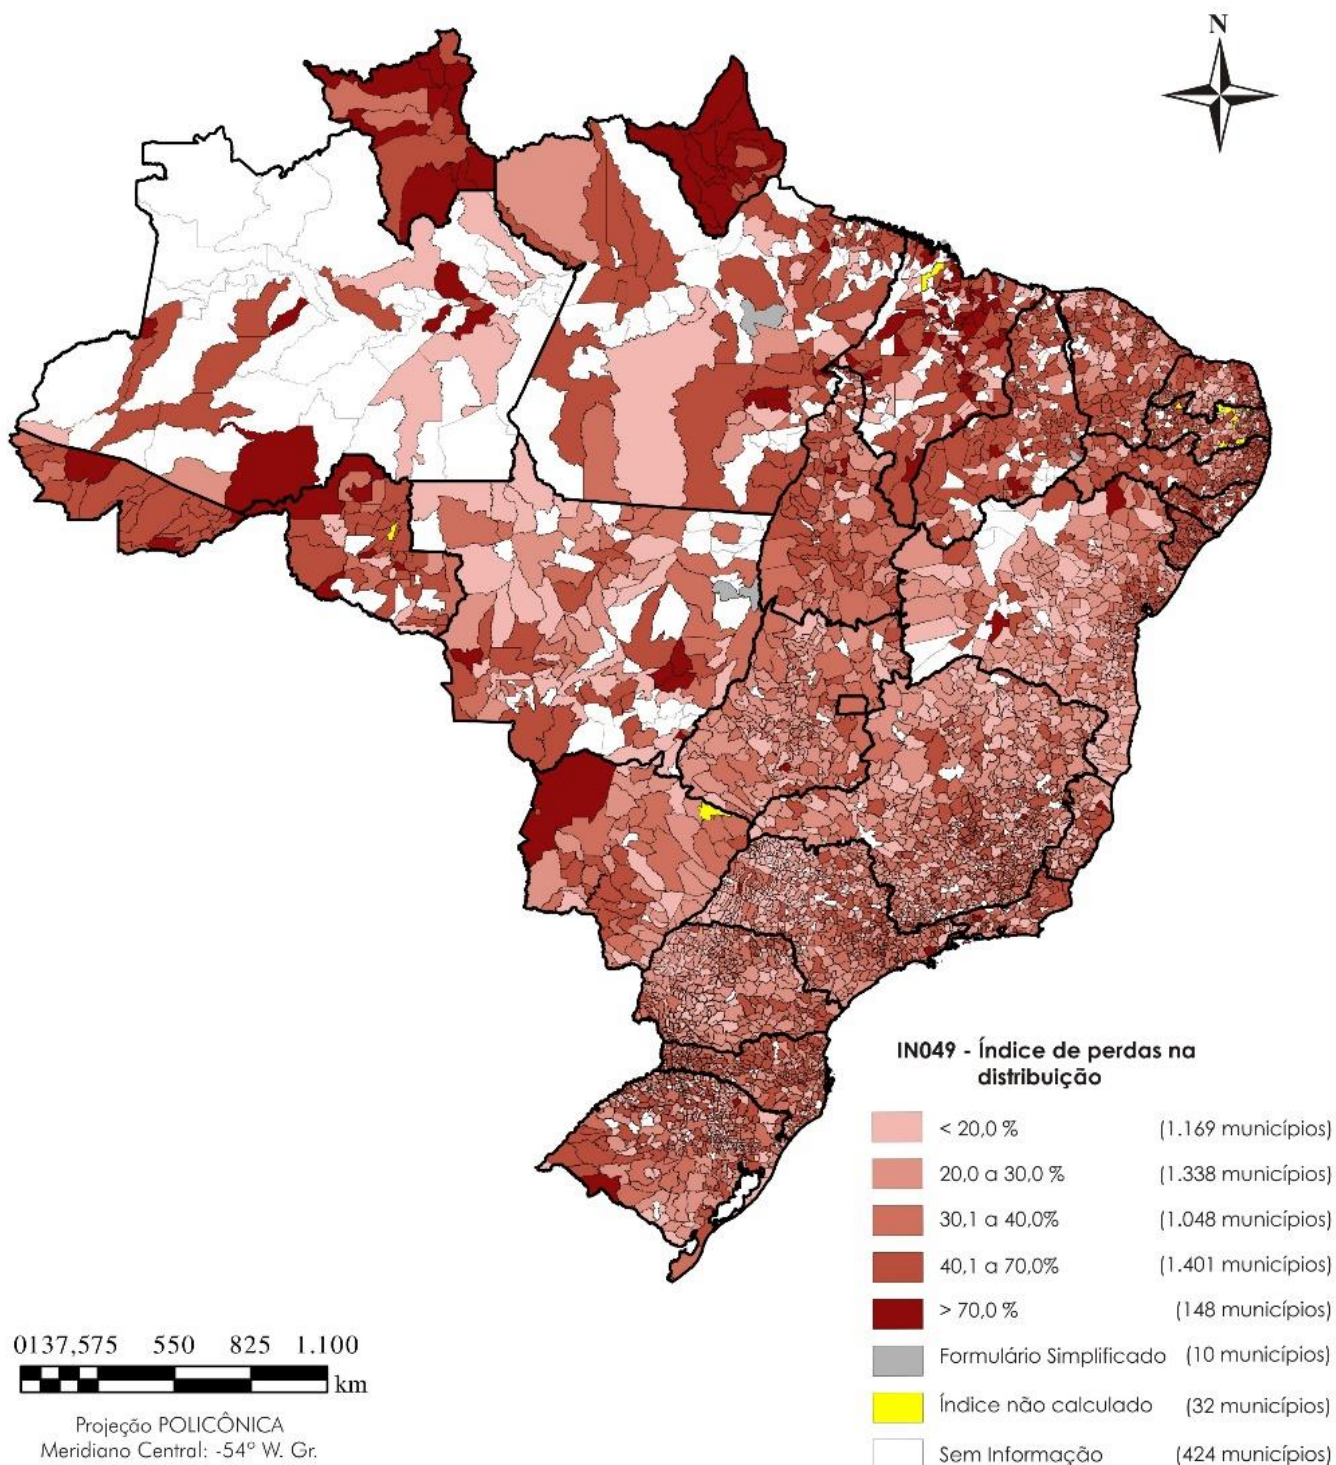 N
IN049 - Índice de perdas na
distribuição
< 20,0 % (1.169 municípios)
20,0 a 30,0 % (1.338 municípios)
30,1 a 40,0% (1.048 municípios)
40,1 a 70,0% (1.401 municípios)
> 70,0 % (148 municípios)
Formulário Simplificado (10 municípios)
Índice não calculado (32 municípios)
Sem Informação (424 municípios)
0137,575 550 825 1.100
km
Projeção POLICÔNICA
Meridiano Central: -54º W. Gr.